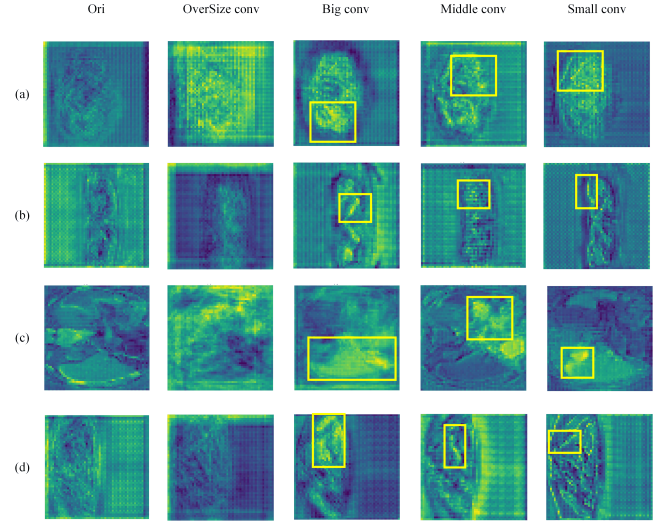 Ori OverSize conv Big conv Middle conv Small conv
(a)
(b)
(c)
(d)